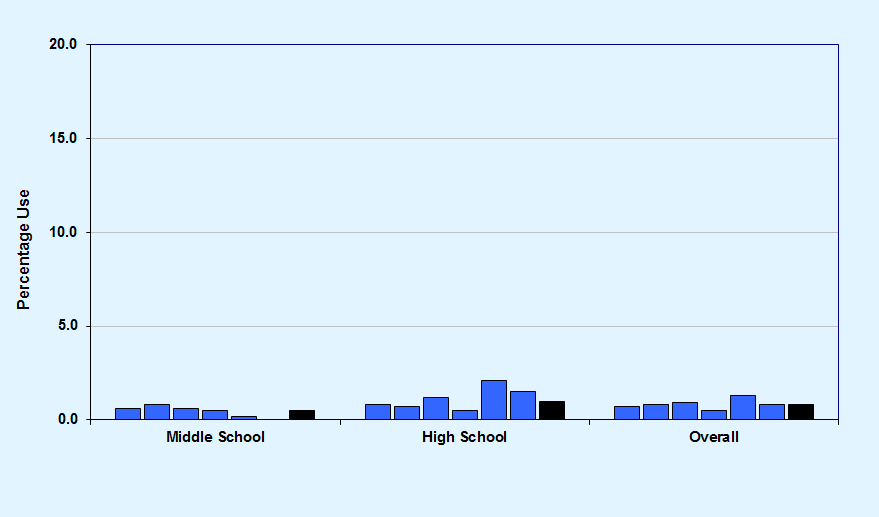 20.0
15.0
10.0
5.0
0.0
Percentage Use
Middle School
High School
Overall